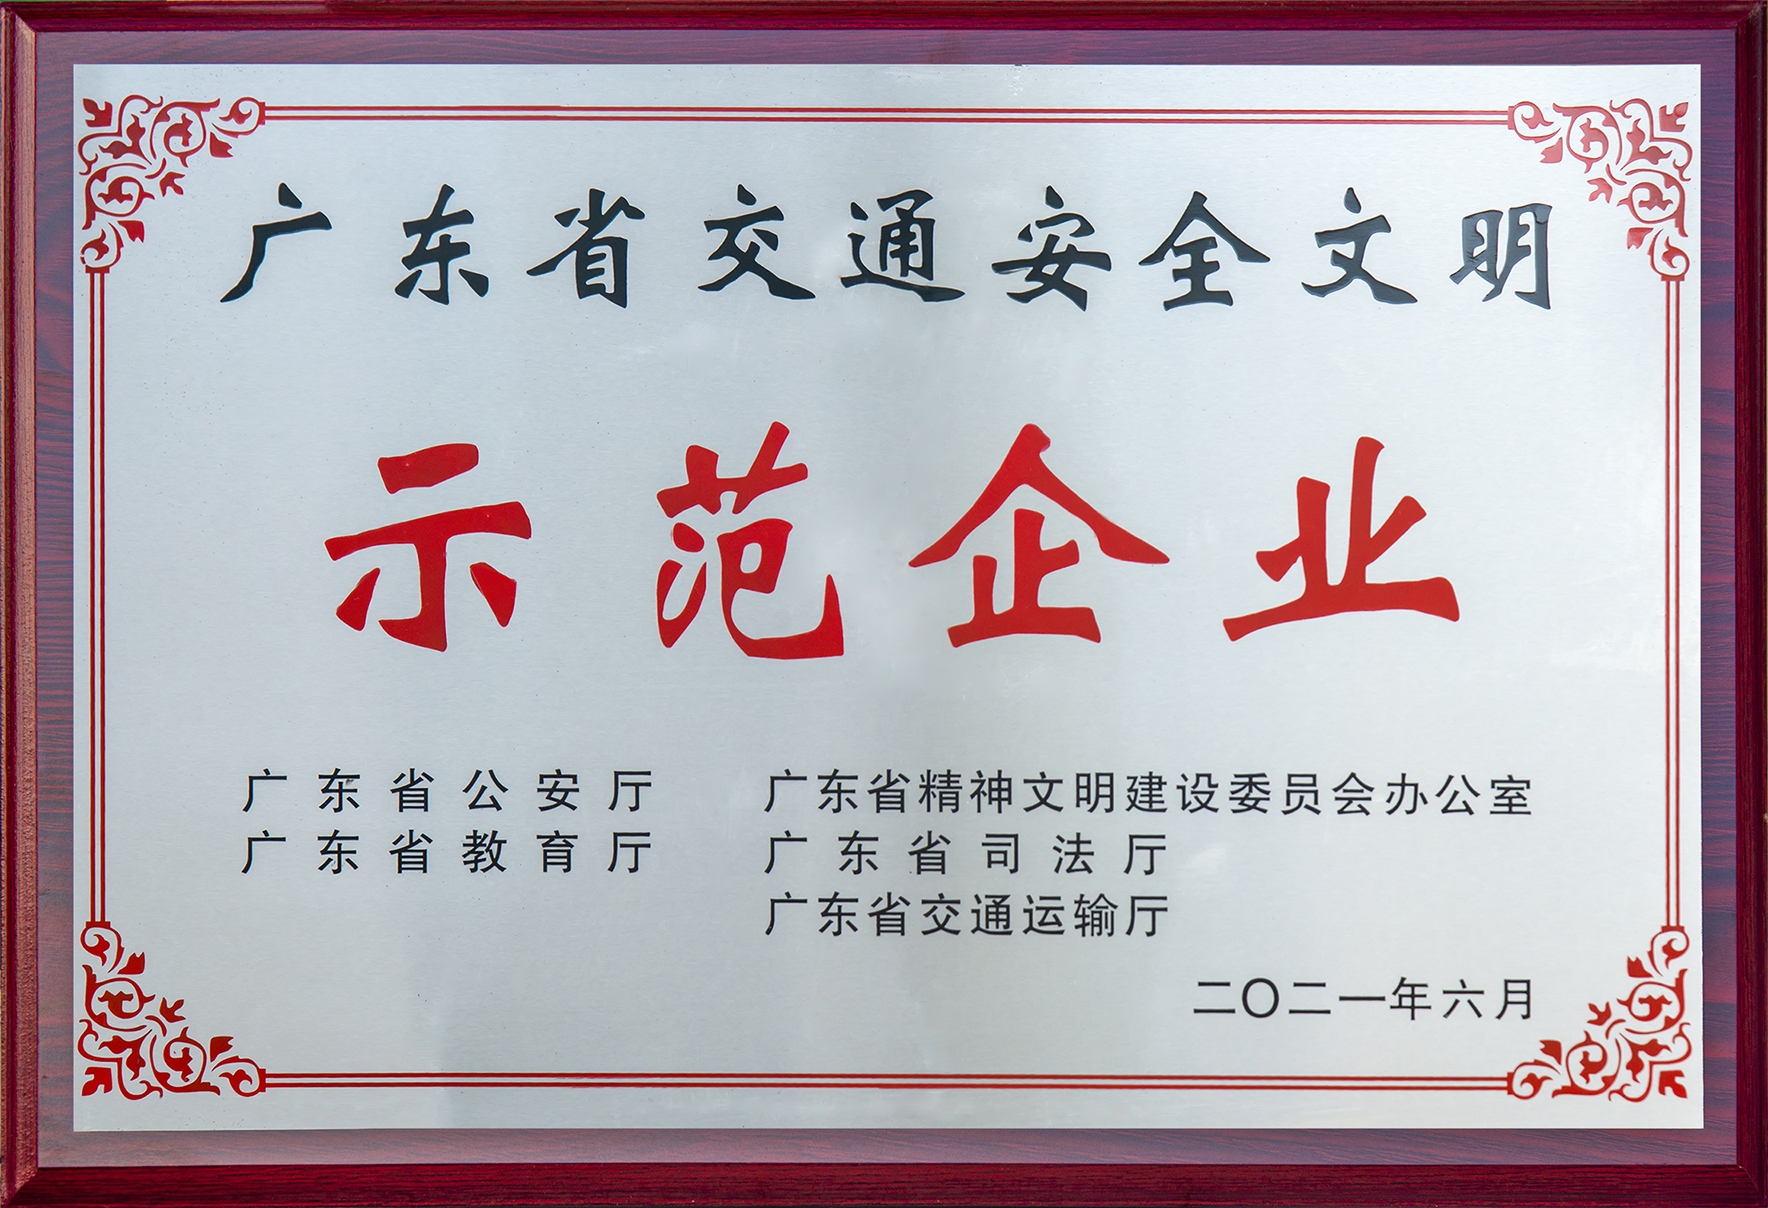 广东省交通安全文明
示范企业
广东省公安厅 广东省精神文明建设委员会办公室
广东省教育厅 广东省司法厅
广东省交通运输厅
二〇二一年六月